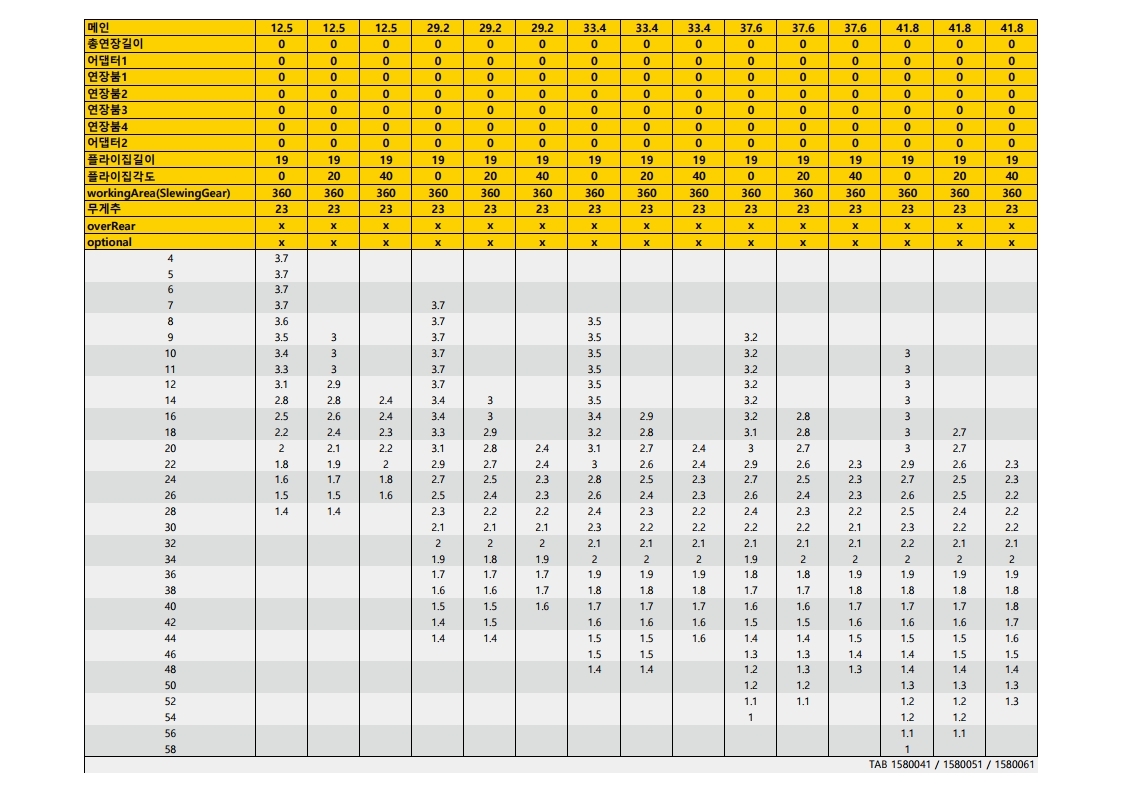 메인 12.5 12.5 12.5 29.2 29.2 29.2 33.4 33.4 33.4 37.6 37.6 37.6 41.8 41.8 41.8
총연장길이 0 0 0 0 0 0 0 0 0 0 0 0 0 0 0
어댑터1 0 0 0 0 0 0 0 0 0 0 0 0 0 0 0
연장붐1 0 0 0 0 0 0 0 0 0 0 0 0 0 0 0
연장붐2 0 0 0 0 0 0 0 0 0 0 0 0 0 0 0
연장붐3 0 0 0 0 0 0 0 0 0 0 0 0 0 0 0
연장붐4 0 0 0 0 0 0 0 0 0 0 0 0 0 0 0
어댑터2 0 0 0 0 0 0 0 0 0 0 0 0 0 0 0
플라이집길이 19 19 19 19 19 19 19 19 19 19 19 19 19 19 19
플라이집각도 0 20 40 0 20 40 0 20 40 0 20 40 0 20 40
workingArea(SlewingGear) 360 360 360 360 360 360 360 360 360 360 360 360 360 360 360
무게추 23 23 23 23 23 23 23 23 23 23 23 23 23 23 23
overRear x x x x x x x x x x x x x x x
optional x x x x x x x x x x x x x x x
4 3.7
5 3.7
6 3.7
7 3.7 3.7
8 3.6 3.7 3.5
9 3.5 3 3.7 3.5 3.2
10 3.4 3 3.7 3.5 3.2 3
11 3.3 3 3.7 3.5 3.2 3
12 3.1 2.9 3.7 3.5 3.2 3
14 2.8 2.8 2.4 3.4 3 3.5 3.2 3
16 2.5 2.6 2.4 3.4 3 3.4 2.9 3.2 2.8 3
18 2.2 2.4 2.3 3.3 2.9 3.2 2.8 3.1 2.8 3 2.7
20 2 2.1 2.2 3.1 2.8 2.4 3.1 2.7 2.4 3 2.7 3 2.7
22 1.8 1.9 2 2.9 2.7 2.4 3 2.6 2.4 2.9 2.6 2.3 2.9 2.6 2.3
24 1.6 1.7 1.8 2.7 2.5 2.3 2.8 2.5 2.3 2.7 2.5 2.3 2.7 2.5 2.3
26 1.5 1.5 1.6 2.5 2.4 2.3 2.6 2.4 2.3 2.6 2.4 2.3 2.6 2.5 2.2
28 1.4 1.4 2.3 2.2 2.2 2.4 2.3 2.2 2.4 2.3 2.2 2.5 2.4 2.2
30 2.1 2.1 2.1 2.3 2.2 2.2 2.2 2.2 2.1 2.3 2.2 2.2
32 2 2 2 2.1 2.1 2.1 2.1 2.1 2.1 2.2 2.1 2.1
34 1.9 1.8 1.9 2 2 2 1.9 2 2 2 2 2
36 1.7 1.7 1.7 1.9 1.9 1.9 1.8 1.8 1.9 1.9 1.9 1.9
38 1.6 1.6 1.7 1.8 1.8 1.8 1.7 1.7 1.8 1.8 1.8 1.8
40 1.5 1.5 1.6 1.7 1.7 1.7 1.6 1.6 1.7 1.7 1.7 1.8
42 1.4 1.5 1.6 1.6 1.6 1.5 1.5 1.6 1.6 1.6 1.7
44 1.4 1.4 1.5 1.5 1.6 1.4 1.4 1.5 1.5 1.5 1.6
46 1.5 1.5 1.3 1.3 1.4 1.4 1.5 1.5
48 1.4 1.4 1.2 1.3 1.3 1.4 1.4 1.4
50 1.2 1.2 1.3 1.3 1.3
52 1.1 1.1 1.2 1.2 1.3
54 1 1.2 1.2
56 1.1 1.1
58 1
TAB 1580041 / 1580051 / 1580061